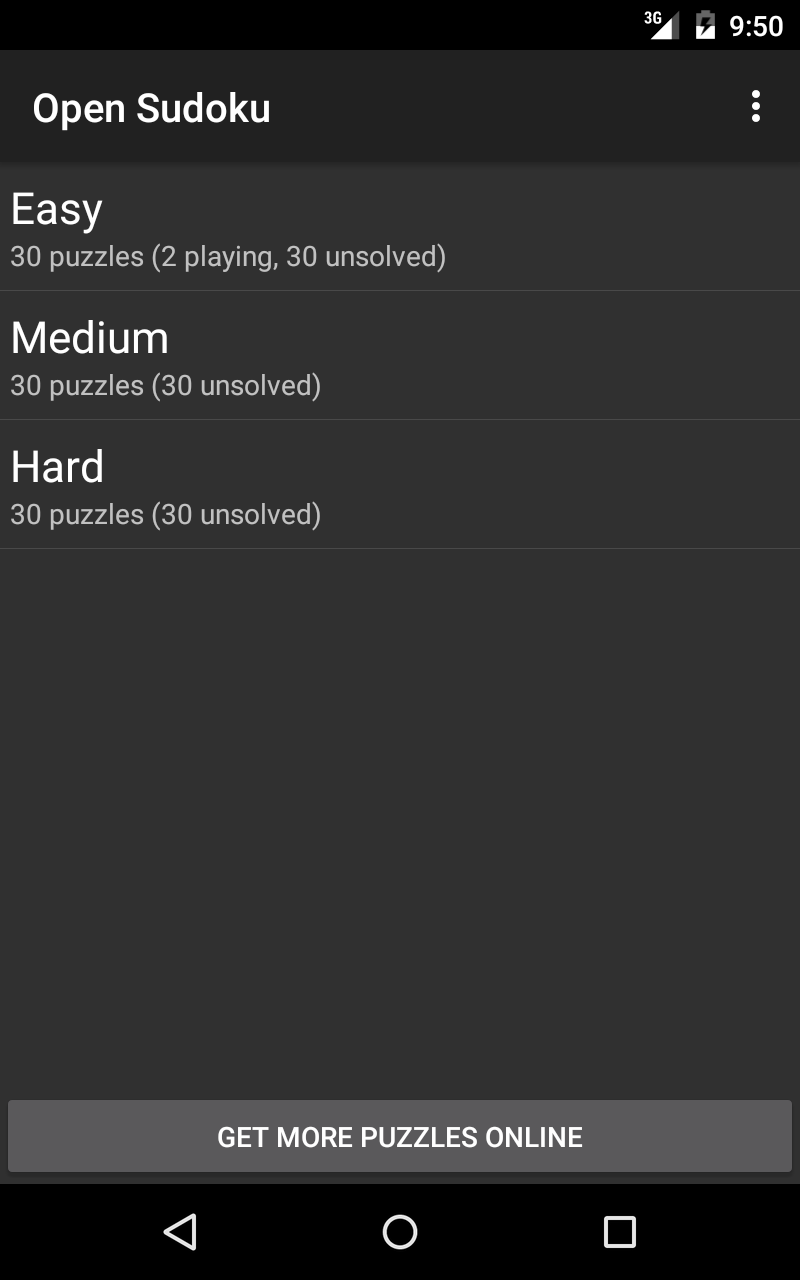 3G 9:50
Open Sudoku
Easy
30 puzzles (2 playing, 30 unsolved)
Medium
30 puzzles (30 unsolved)
Hard
30 puzzles (30 unsolved)
GET MORE PUZZLES ONLINE